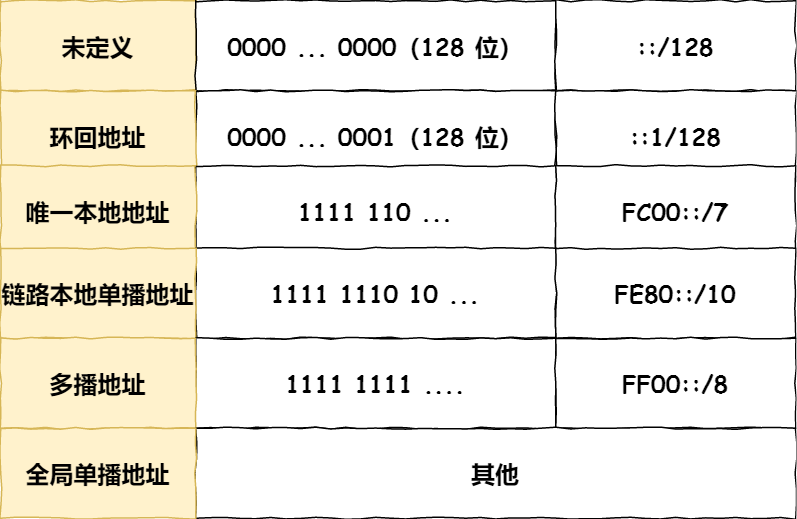 未定义 0000 ... 0000 (128 位) ::/128
环回地址 0000 ... 0001 (128 位) ::1/128
唯一本地地址 1111 110 ... FC00::/7
链路本地单播地址 1111 1110 10 ... FE80::/10
多播地址 1111 1111 .... FF00::/8
全局单播地址 其他